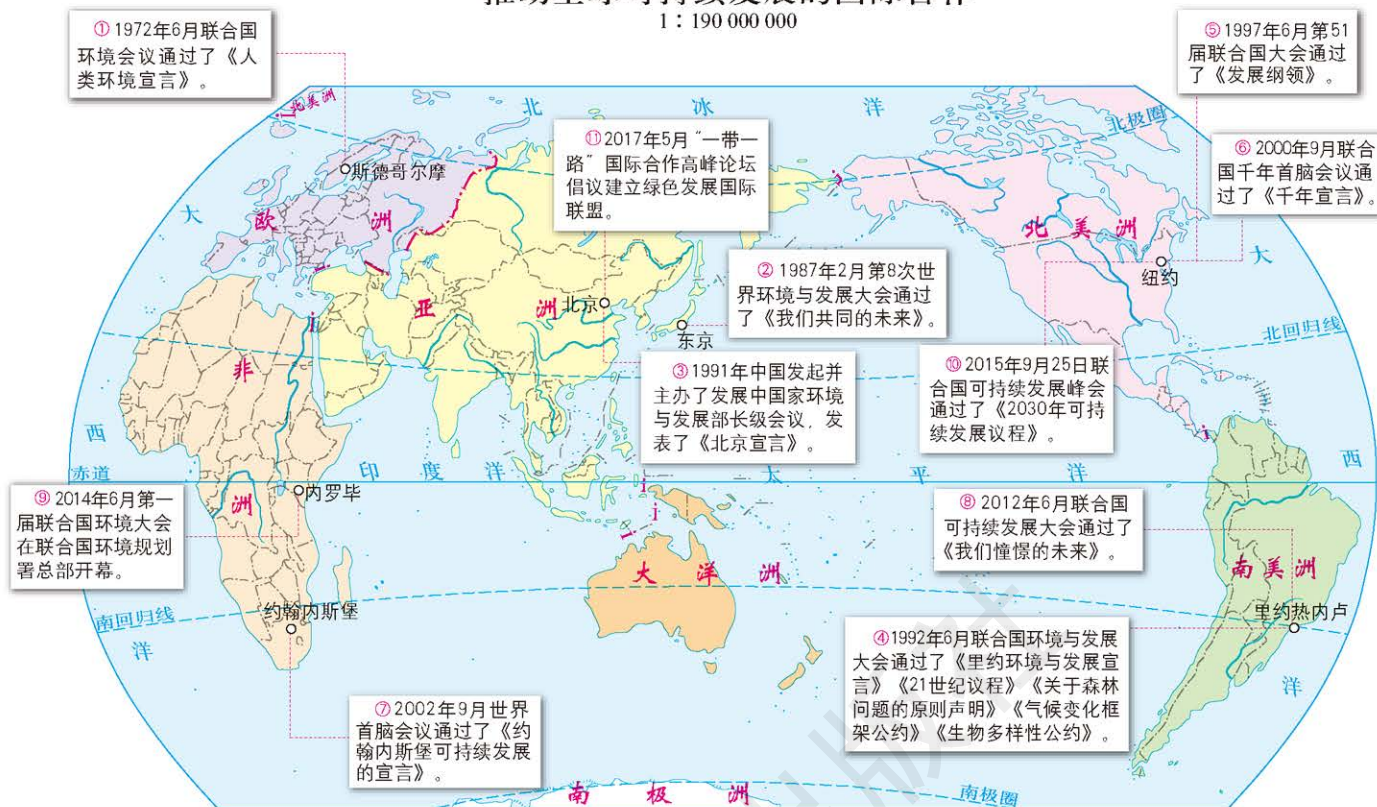 推动全球可持续发展的国际合作
1∶190 000 000
① 1972年6月联合国
环境会议通过了《人
类环境宣言》。
⑤ 1997年6月第51
届联合国大会通过
了《发展纲领》。
⑪ 2017年5月“一带一
路”国际合作高峰论坛
倡议建立绿色发展国际
联盟。
⑥ 2000年9月联合
国千年首脑会议通
过了《千年宣言》。
② 1987年2月第8次世
界环境与发展大会通过
了《我们共同的未来》。
③ 1991年中国发起并
主办了发展中国家环境
与发展部长级会议，发
表了《北京宣言》。
⑩ 2015年9月25日联
合国可持续发展峰会
通过了《2030年可持
续发展议程》。
⑨ 2014年6月第一
届联合国环境大会
在联合国环境规划
署总部开幕。
⑧ 2012年6月联合国
可持续发展大会通过了
《我们憧憬的未来》。
④ 1992年6月联合国环境与发展
大会通过了《里约环境与发展宣
言》《21世纪议程》《关于森林
问题的原则声明》《气候变化框
架公约》《生物多样性公约》。
⑦ 2002年9月世界
首脑会议通过了《约
翰内斯堡可持续发展
的宣言》。
北美洲
北冰洋
北极圈
斯德哥尔摩
欧洲
大西洋
亚洲
北京
东京
北美洲
纽约
大西洋
北回归线
非洲
赤道
印度洋
太平洋
内罗毕
大洋洲
南美洲
南回归线
约翰内斯堡
里约热内卢
南极洲
南极圈
版社